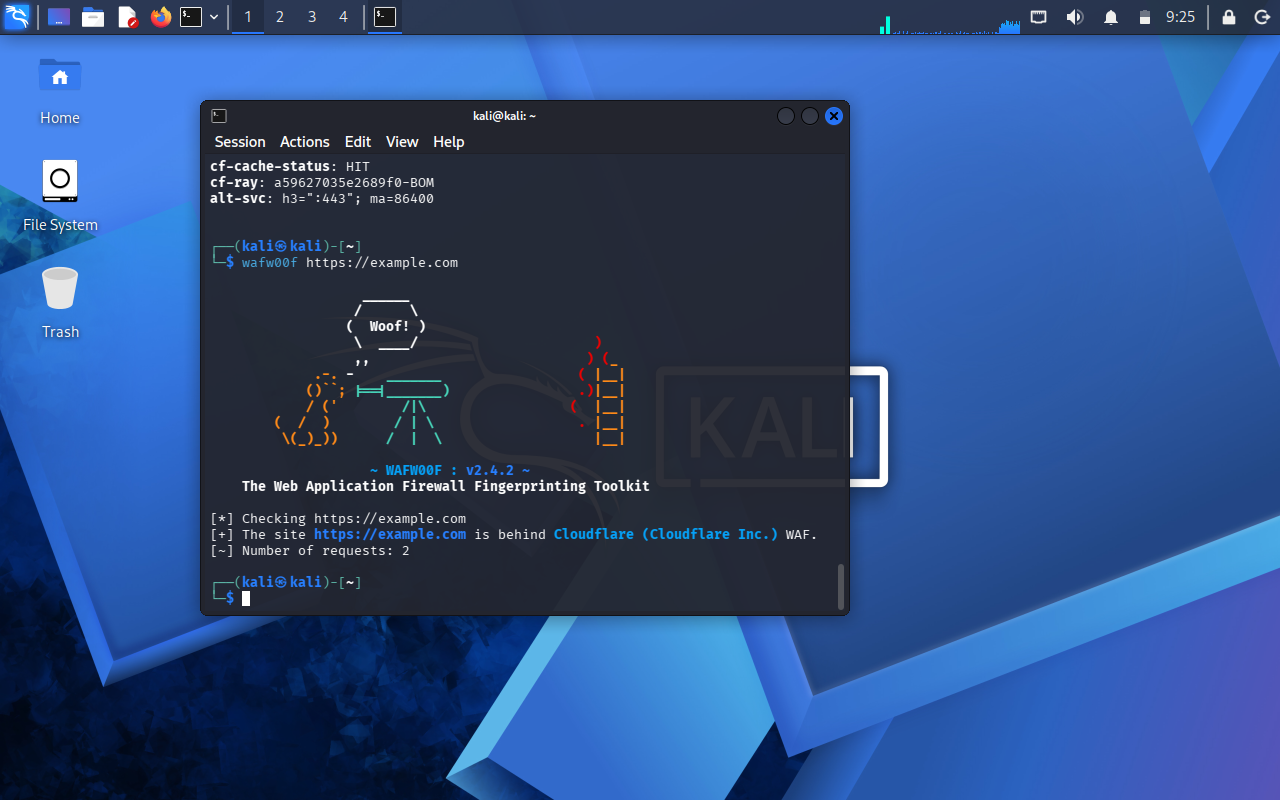 1 2 3 4 9:25
Home
File System
Trash
kali@kali: ~
Session Actions Edit View Help
cf-cache-status: HIT
cf-ray: a59627035e2689f0-BOM
alt-svc: h3=":443"; ma=86400
┌──(kali㉿kali)-[~]
└─$ wafw00f https://example.com
Woof!
~ WAFW00F : v2.4.2 ~
The Web Application Firewall Fingerprinting Toolkit
[*] Checking https://example.com
[+] The site https://example.com is behind Cloudflare (Cloudflare Inc.) WAF.
[~] Number of requests: 2
┌──(kali㉿kali)-[~]
└─$
KALI